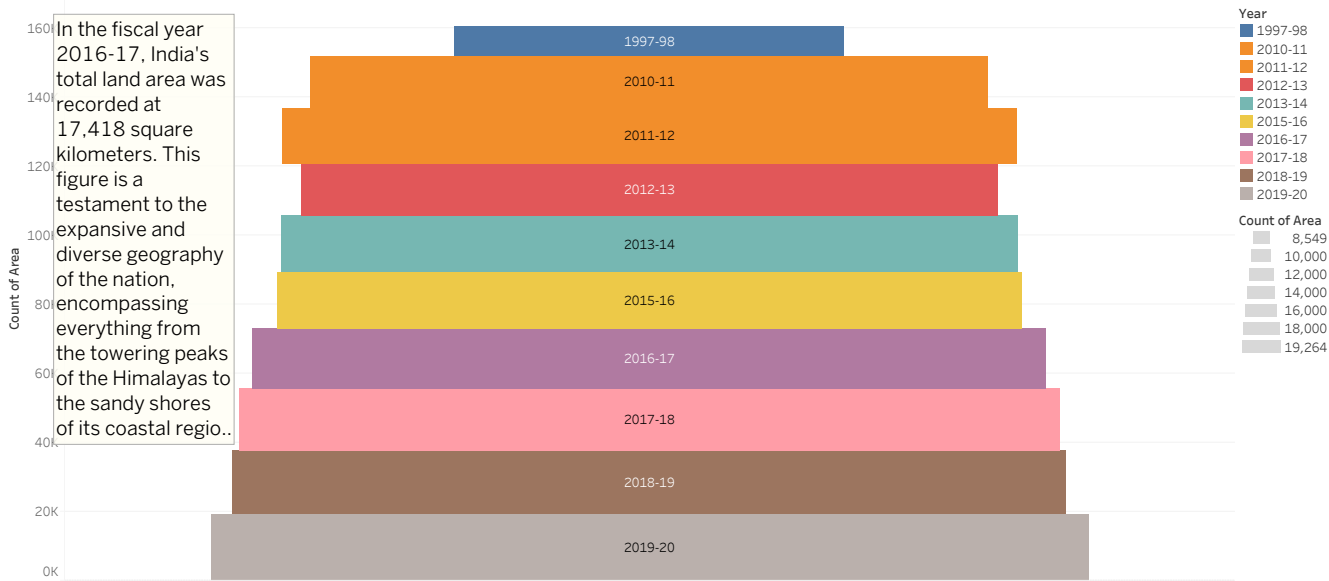 In the fiscal year
2016-17, India's
total land area was
recorded at
17,418 square
kilometers. This
figure is a
testament to the
expansive and
diverse geography
of the nation,
encompassing
everything from
the towering peaks
of the Himalayas to
the sandy shores
of its coastal regio..
Count of Area
160K
140K
120K
100K
80K
60K
40K
20K
0K
1997-98
2010-11
2011-12
2012-13
2013-14
2015-16
2016-17
2017-18
2018-19
2019-20
Year
1997-98
2010-11
2011-12
2012-13
2013-14
2015-16
2016-17
2017-18
2018-19
2019-20
Count of Area
8,549
10,000
12,000
14,000
16,000
18,000
19,264